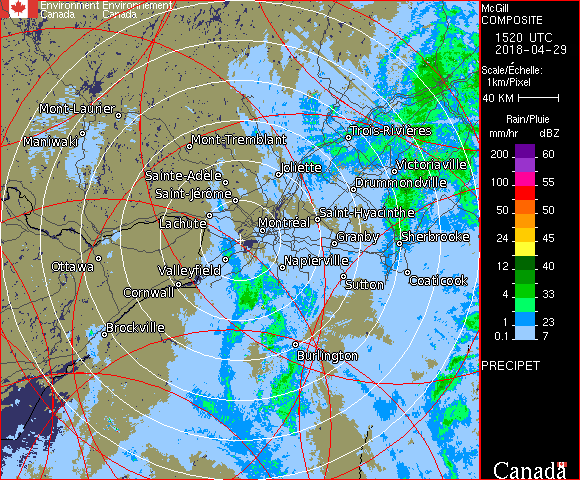 Environment Environnement
Canada Canada
McGill
COMPOSITE
1520 UTC
2018-04-29
Scale/Échelle:
1km/Pixel
40 KM
Rain/Pluie
mm/hr dBZ
200 60
100 55
50 50
24 45
12 40
4 33
1 23
0.1 7
PRECIPET
Canada
Mont-Laurier
Maniwaki
Mont-Tremblant
Trois-Rivières
Joliette
Victoriaville
Sainte-Adèle
Drummondville
Saint-Jérôme
Lachute
Saint-Hyacinthe
Montréal
Granby
Sherbrooke
Ottawa
Valleyfield
Napierville
Coaticook
Cornwall
Sutton
Brockville
Burlington